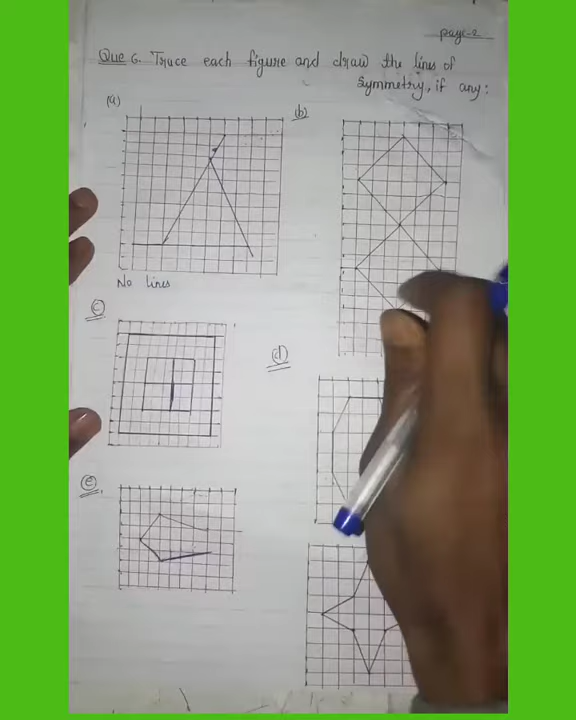 page-2
Que 6. Trace each figure and draw the lines of
symmetry, if any:
(a)
(b)
No lines
(c)
(d)
(e)